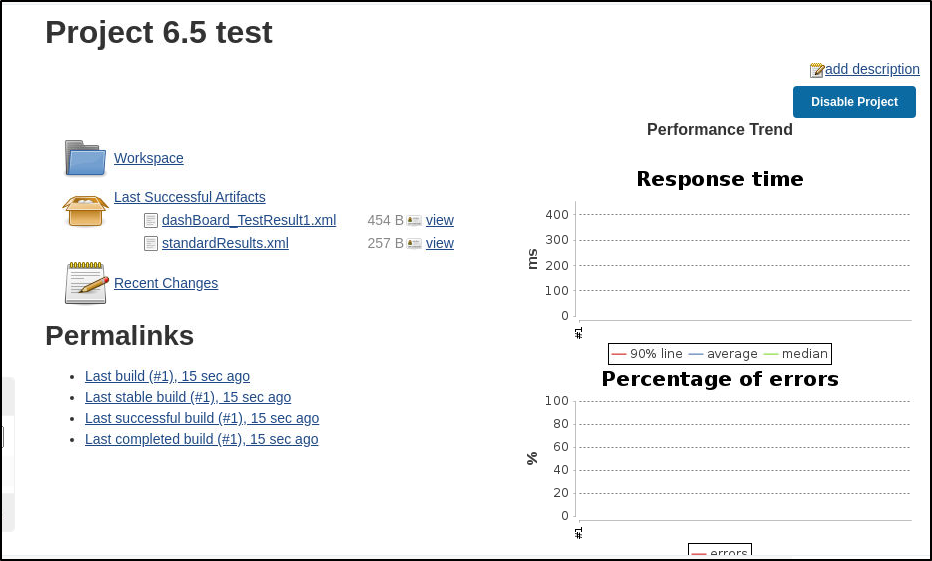 Project 6.5 test
add description
Disable Project
Workspace
Last Successful Artifacts
dashBoard_TestResult1.xml 454 B view
standardResults.xml 257 B view
Recent Changes
Permalinks
Last build (#1), 15 sec ago
Last stable build (#1), 15 sec ago
Last successful build (#1), 15 sec ago
Last completed build (#1), 15 sec ago
Performance Trend
Response time
ms
400
300
200
100
0
#1
90% line average median
Percentage of errors
%
100
80
60
40
20
0
#1
errors